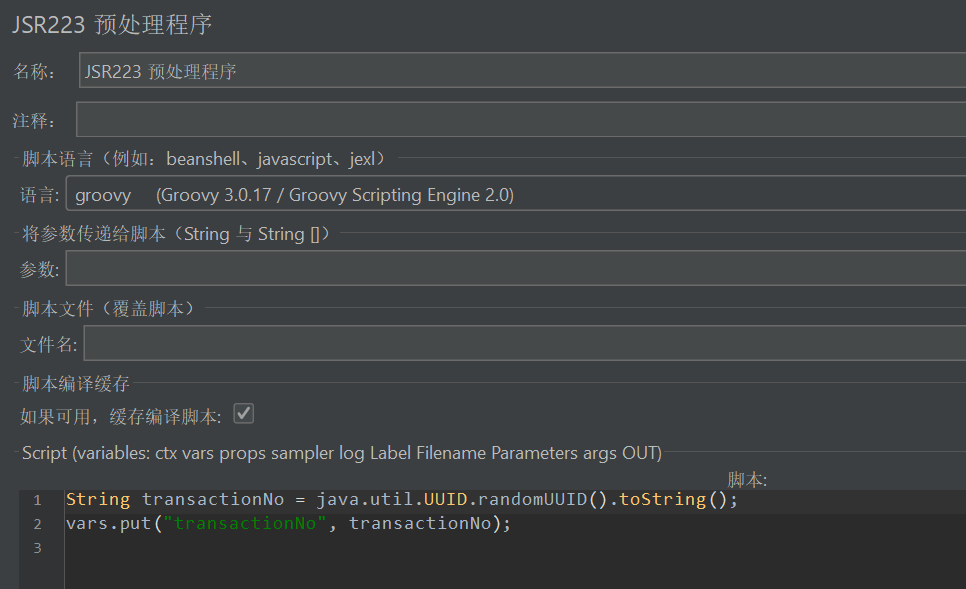 JSR223 预处理程序
名称： JSR223 预处理程序
注释：
脚本语言（例如：beanshell、javascript、jexl）
语言: groovy (Groovy 3.0.17 / Groovy Scripting Engine 2.0)
将参数传递给脚本（String 与 String []）
参数:
脚本文件（覆盖脚本）
文件名:
脚本编译缓存
如果可用，缓存编译脚本:
Script (variables: ctx vars props sampler log Label Filename Parameters args OUT)
脚本:
1 String transactionNo = java.util.UUID.randomUUID().toString();
2 vars.put("transactionNo", transactionNo);
3